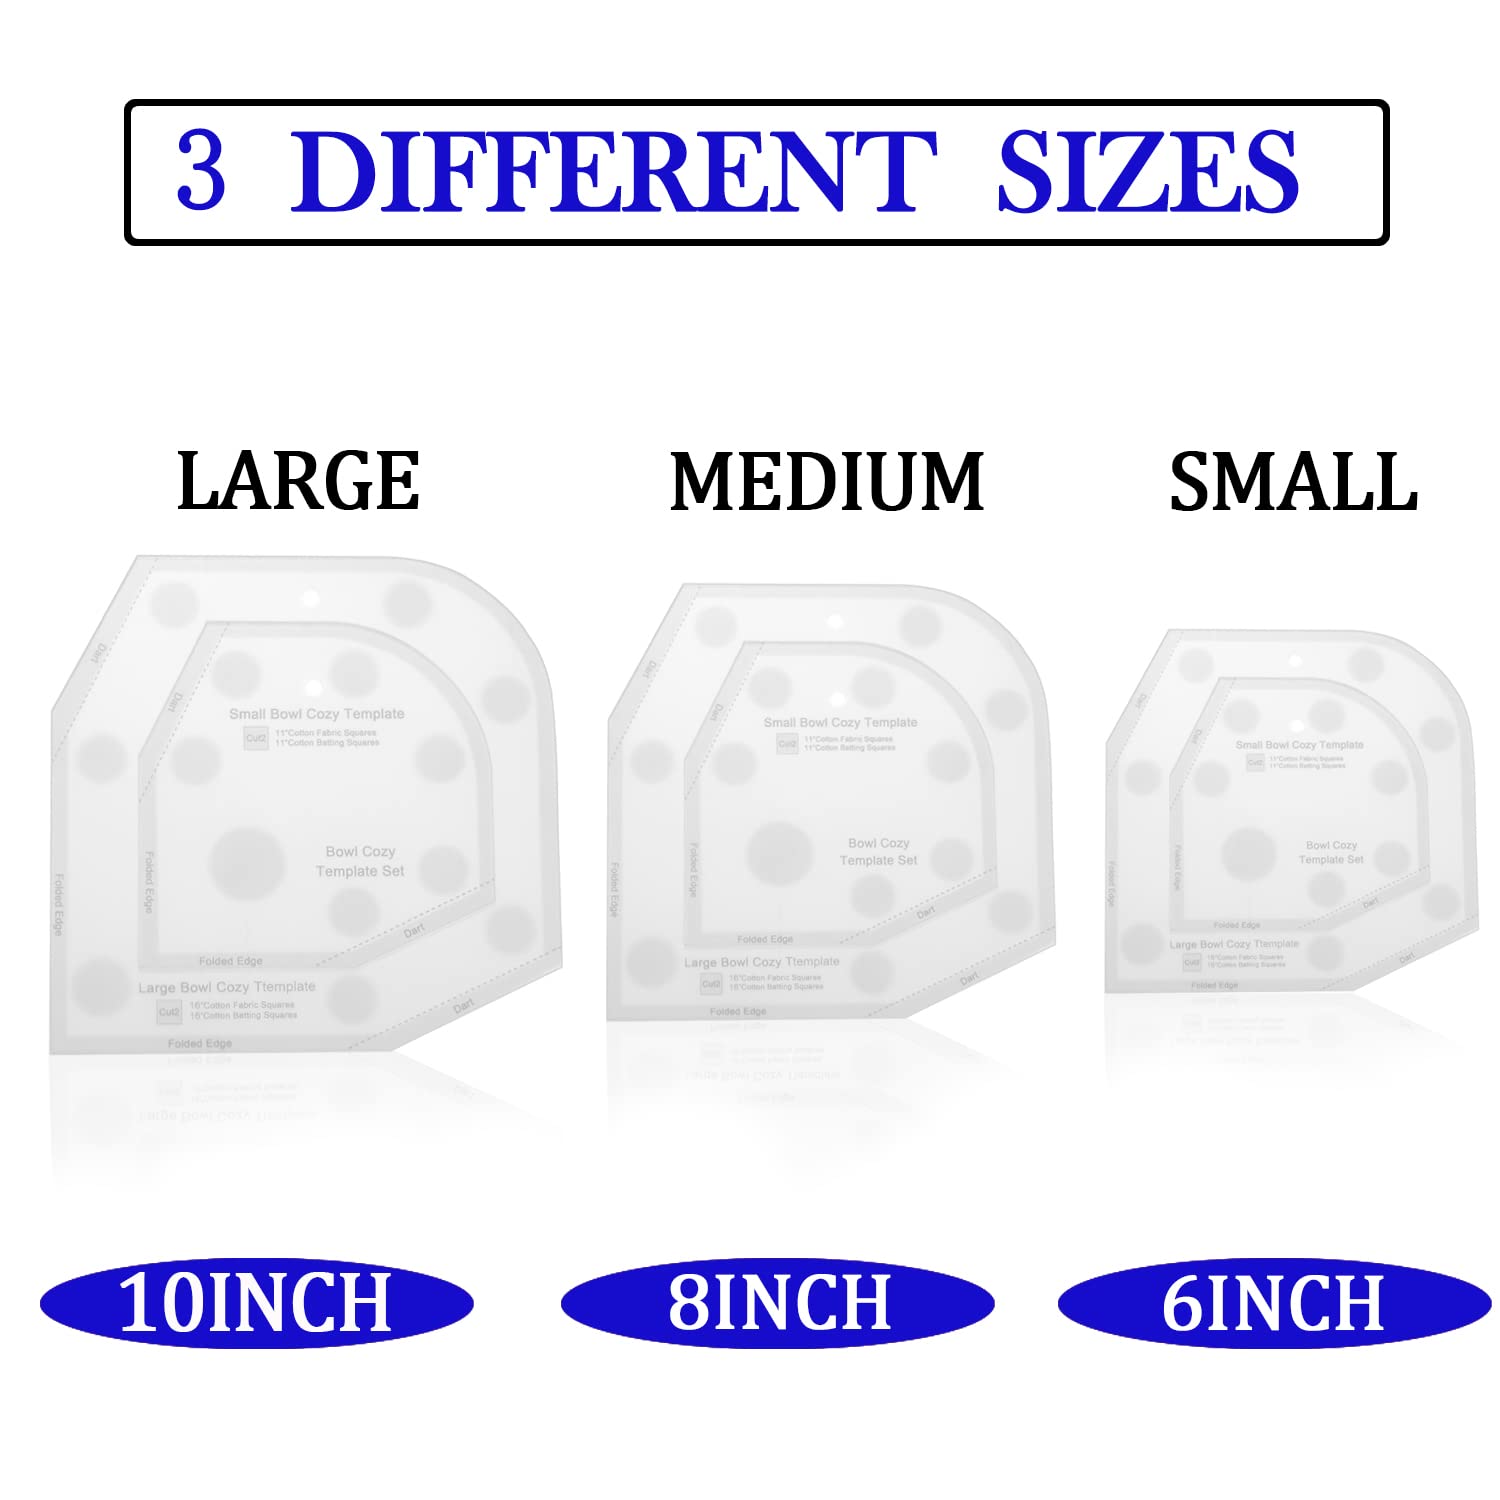 3 DIFFERENT SIZES
LARGE
MEDIUM
SMALL
Dart
Dart
Small Bowl Cozy Template
Cut2
11"Cotton Fabric Squares
11"Cotton Batting Squares
Bowl Cozy
Template Set
Folded Edge
Folded Edge
Folded Edge
Dart
Large Bowl Cozy Ttemplate
Cut2
16"Cotton Fabric Squares
16"Cotton Batting Squares
Dart
Folded Edge
Dart
Dart
Small Bowl Cozy Template
Cut2
11"Cotton Fabric Squares
11"Cotton Batting Squares
Bowl Cozy
Template Set
Folded Edge
Folded Edge
Folded Edge
Dart
Large Bowl Cozy Ttemplate
Cut2
16"Cotton Fabric Squares
16"Cotton Batting Squares
Dart
Folded Edge
Dart
Dart
Small Bowl Cozy Template
Cut2
11"Cotton Fabric Squares
11"Cotton Batting Squares
Bowl Cozy
Template Set
Folded Edge
Folded Edge
Folded Edge
Dart
Large Bowl Cozy Ttemplate
Cut2
16"Cotton Fabric Squares
16"Cotton Batting Squares
Dart
Folded Edge
10INCH
8INCH
6INCH